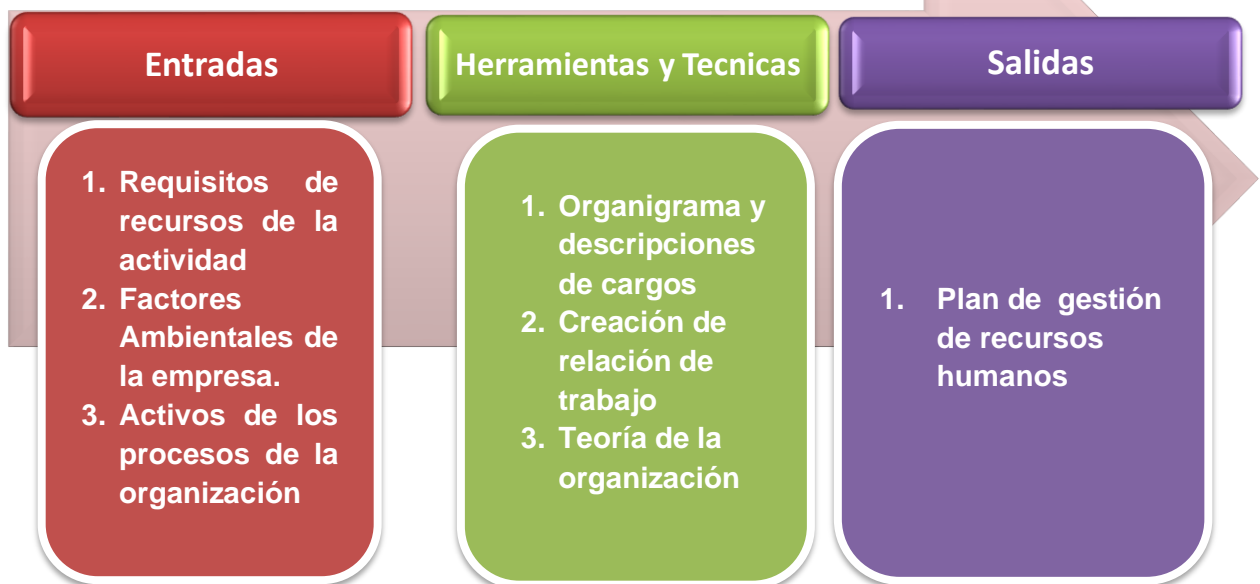 Entradas
Herramientas y Tecnicas
Salidas
1. Requisitos de
recursos de la
actividad
2. Factores
Ambientales de
la empresa.
3. Activos de los
procesos de la
organización
1. Organigrama y
descripciones
de cargos
2. Creación de
relación de
trabajo
3. Teoría de la
organización
1. Plan de gestión
de recursos
humanos